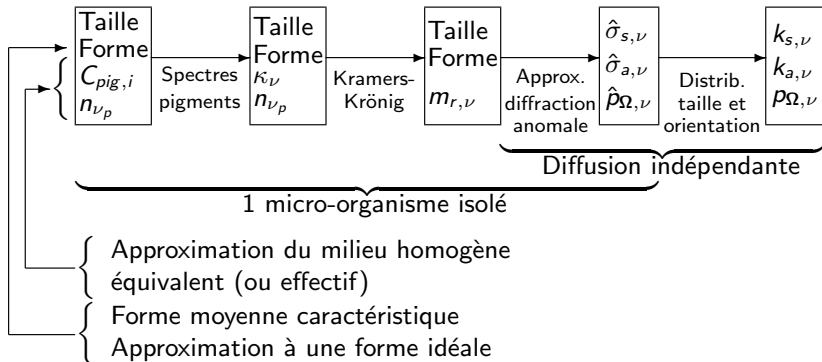 Taille
Forme
C_{pig,i}
n_{ν_p}
Spectres
pigments
Taille
Forme
κ_ν
n_{ν_p}
Kramers-
Krönig
Taille
Forme
m_{r,ν}
Approx.
diffraction
anomale
σ̂_{s,ν}
σ̂_{a,ν}
p̂_{Ω,ν}
Distrib.
taille et
orientation
k_{s,ν}
k_{a,ν}
p_{Ω,ν}
Diffusion indépendante
1 micro-organisme isolé
Approximation du milieu homogène
équivalent (ou effectif)
Forme moyenne caractéristique
Approximation à une forme idéale